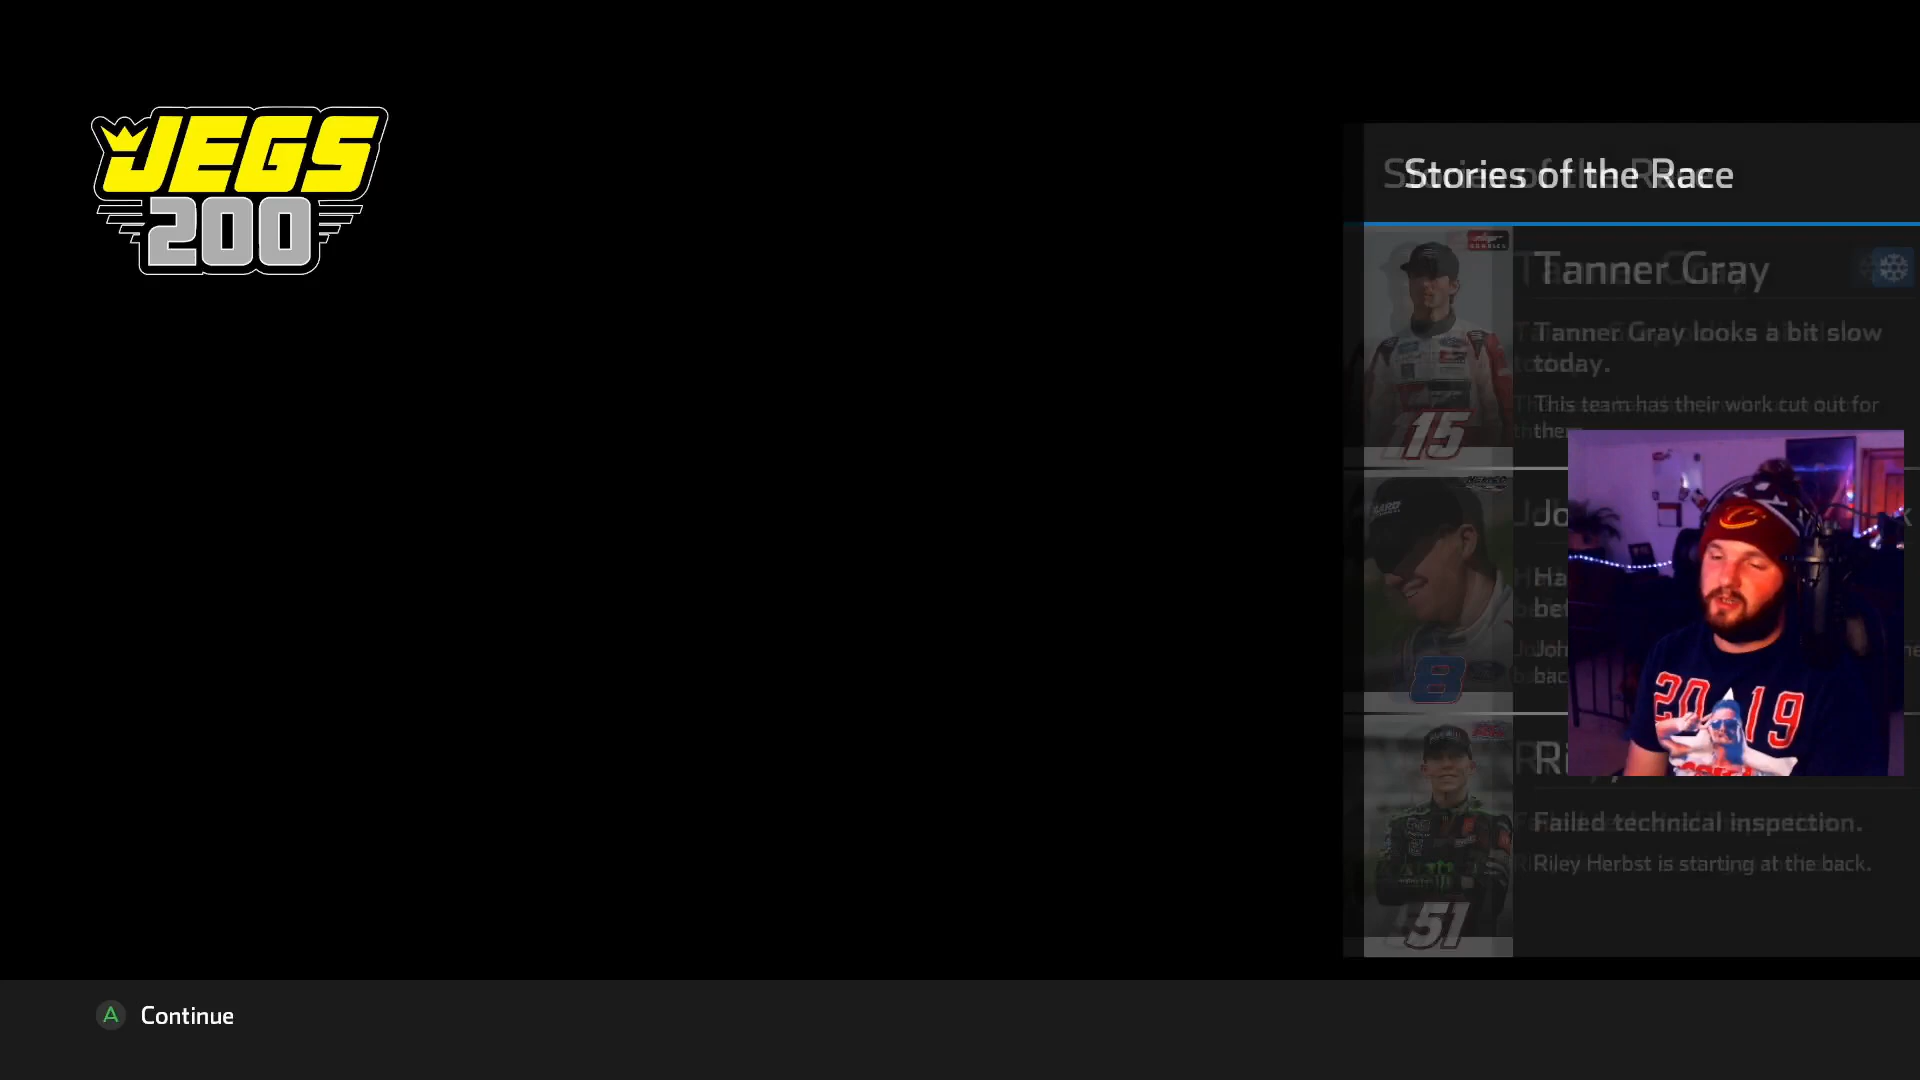 JEGS
200
Stories of the Race
Tanner Gray
Tanner Gray looks a bit slow
today.
This team has their work cut out for
15
8
Failed technical inspection.
Riley Herbst is starting at the back.
51
2019
A Continue